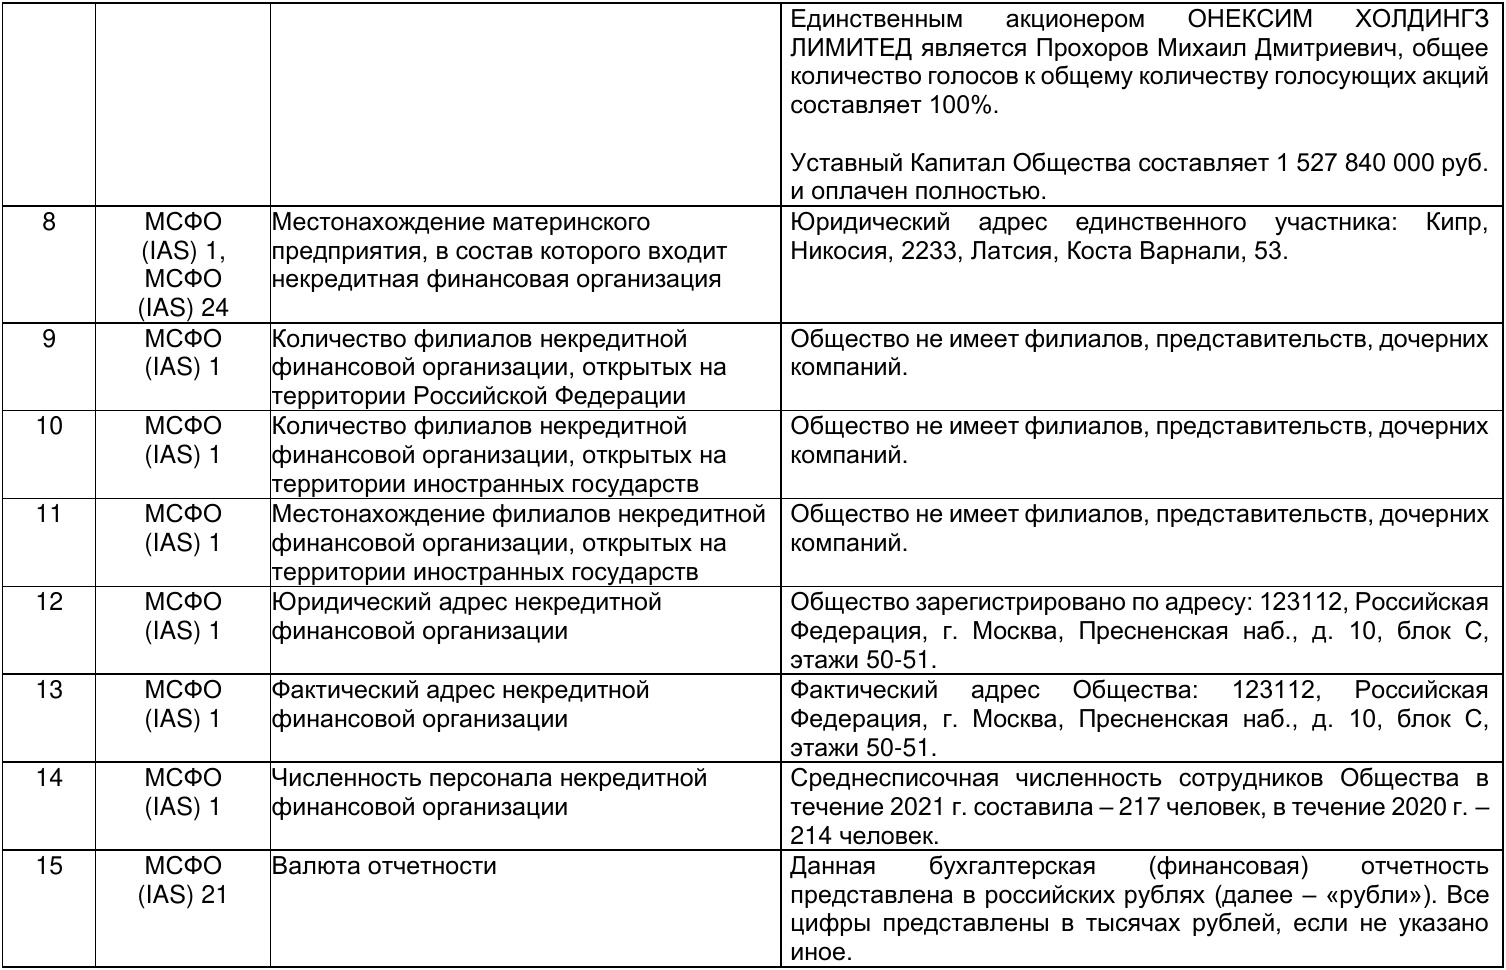 Единственным акционером ОНЕКСИМ ХОЛДИНГЗ
ЛИМИТЕД является Прохоров Михаил Дмитриевич, общее
количество голосов к общему количеству голосующих акций
составляет 100%.
Уставный Капитал Общества составляет 1 527 840 000 руб.
и оплачен полностью.
8
МСФО
(IAS) 1,
МСФО
(IAS) 24
Местонахождение материнского
предприятия, в состав которого входит
некредитная финансовая организация
Юридический адрес единственного участника: Кипр,
Никосия, 2233, Латсия, Коста Варнали, 53.
9
МСФО
(IAS) 1
Количество филиалов некредитной
финансовой организации, открытых на
территории Российской Федерации
Общество не имеет филиалов, представительств, дочерних
компаний.
10
МСФО
(IAS) 1
Количество филиалов некредитной
финансовой организации, открытых на
территории иностранных государств
Общество не имеет филиалов, представительств, дочерних
компаний.
11
МСФО
(IAS) 1
Местонахождение филиалов некредитной
финансовой организации, открытых на
территории иностранных государств
Общество не имеет филиалов, представительств, дочерних
компаний.
12
МСФО
(IAS) 1
Юридический адрес некредитной
финансовой организации
Общество зарегистрировано по адресу: 123112, Российская
Федерация, г. Москва, Пресненская наб., д. 10, блок С,
этажи 50-51.
13
МСФО
(IAS) 1
Фактический адрес некредитной
финансовой организации
Фактический адрес Общества: 123112, Российская
Федерация, г. Москва, Пресненская наб., д. 10, блок С,
этажи 50-51.
14
МСФО
(IAS) 1
Численность персонала некредитной
финансовой организации
Среднесписочная численность сотрудников Общества в
течение 2021 г. составила – 217 человек, в течение 2020 г. –
214 человек.
15
МСФО
(IAS) 21
Валюта отчетности
Данная бухгалтерская (финансовая) отчетность
представлена в российских рублях (далее – «рубли»). Все
цифры представлены в тысячах рублей, если не указано
иное.